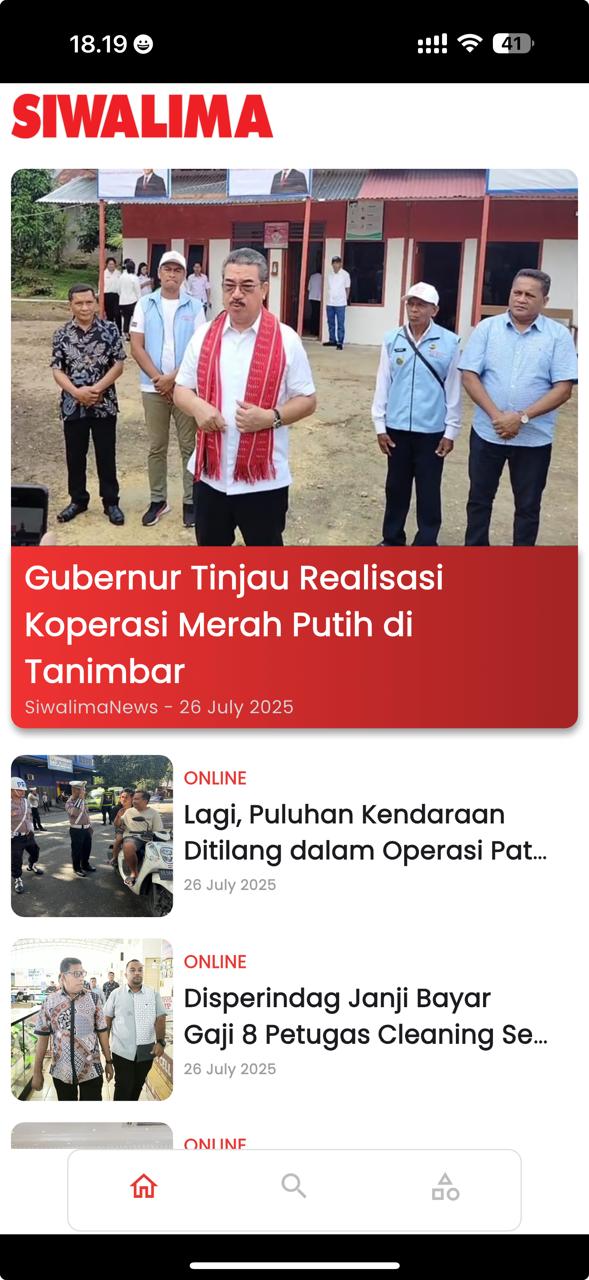 18.19
41
SIWALIMA
Gubernur Tinjau Realisasi
Koperasi Merah Putih di
Tanimbar
SiwalimaNews - 26 July 2025
ONLINE
Lagi, Puluhan Kendaraan
Ditilang dalam Operasi Pat...
26 July 2025
ONLINE
Disperindag Janji Bayar
Gaji 8 Petugas Cleaning Se...
26 July 2025
ONLINE